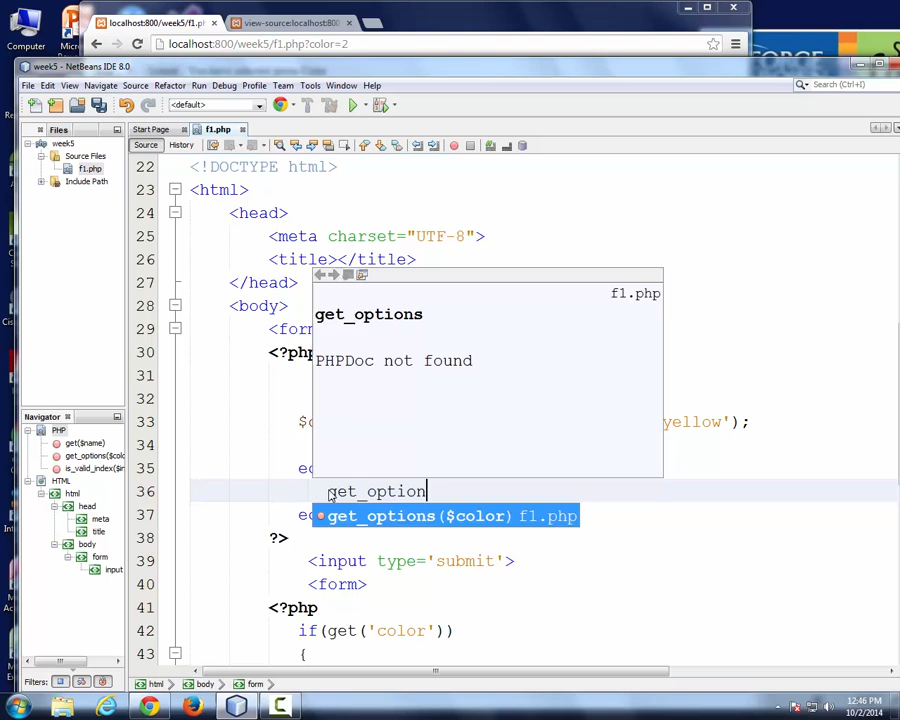 localhost:800/week5/f1.ph
view-source:localhost:800
localhost:800/week5/f1.php?color=2
Computer
week5 - NetBeans IDE 8.0
File Edit View Navigate Source Refactor Run Debug Profile Team Tools Window Help
Search (Ctrl+I)
<default>
Files
Start Page
f1.php
week5
Source Files
f1.php
Include Path
Source History
22 <!DOCTYPE html>
23 <html>
24 <head>
25 <meta charset="UTF-8">
26 <title></title>
27 </head>
28 <body>
29 <form
30 <?php
31
32
33 $c yellow');
34
35 ec
36 get_option
37 ec
38 ?>
39 <input type='submit'>
40 <form>
41 <?php
42 if(get('color'))
43 {
f1.php
get_options
PHPDoc not found
get_options($color) f1.php
Navigator
PHP
get($name)
get_options($colo
is_valid_index($in
HTML
html
head
meta
title
body
form
input
Filters:
html body form
12:46 PM
10/2/2014